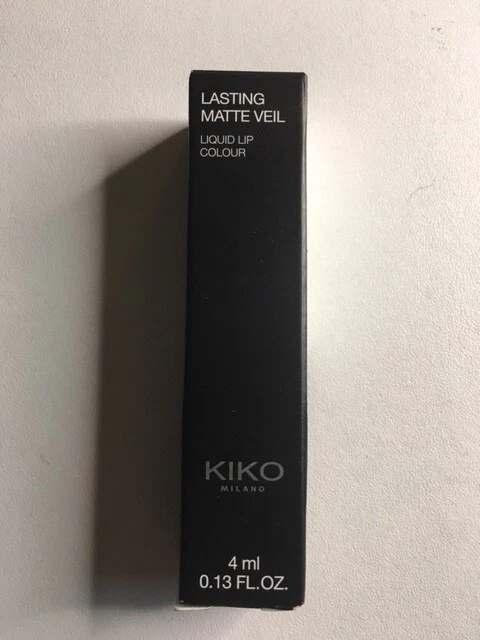 LASTING
MATTE VEIL
LIQUID LIP
COLOUR
KIKO
MILANO
4 ml
0.13 FL.OZ.